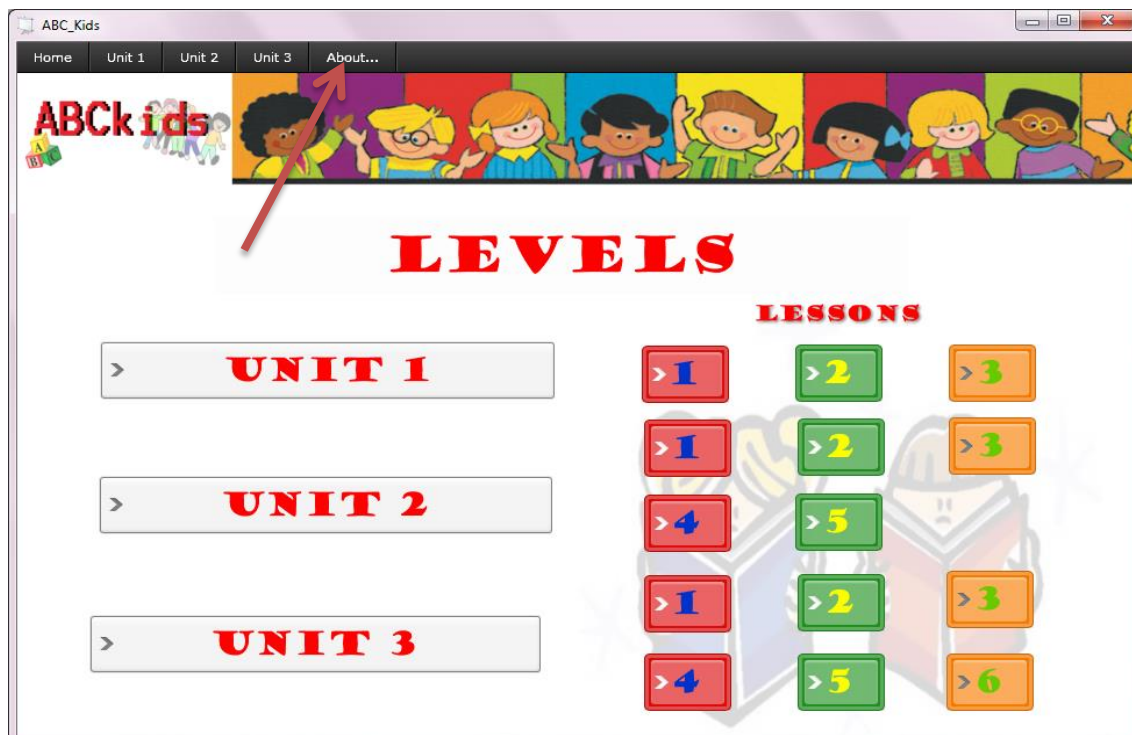 ABC_Kids
Home Unit 1 Unit 2 Unit 3 About...
ABCkids
A
B C
LEVELS
LESSONS
UNIT 1
1 2 3
1 2 3
UNIT 2
4 5
1 2 3
UNIT 3
4 5 6